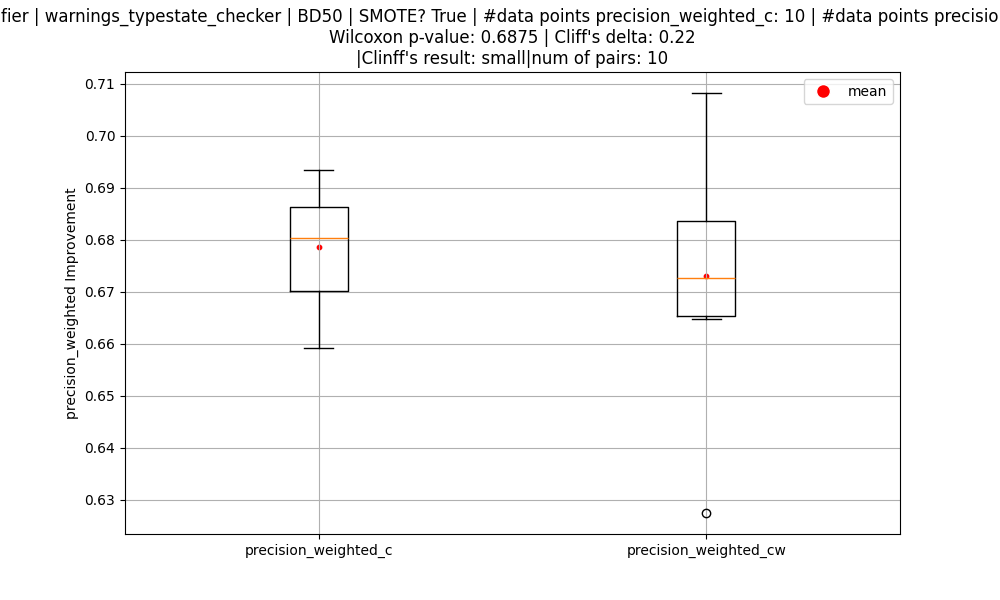 fier | warnings_typestate_checker | BD50 | SMOTE? True | #data points precision_weighted_c: 10 | #data points precisio
Wilcoxon p-value: 0.6875 | Cliff's delta: 0.22
|Clinff's result: small|num of pairs: 10
mean
0.71
0.70
0.69
0.68
0.67
0.66
0.65
0.64
0.63
precision_weighted Improvement
precision_weighted_c
precision_weighted_cw